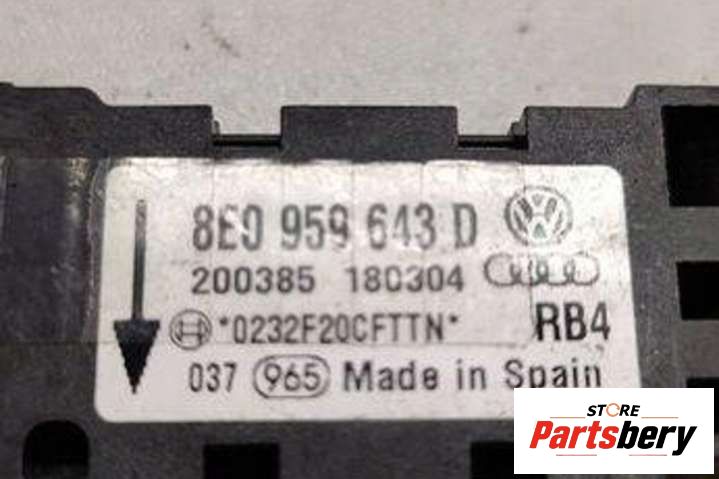 8E0 959 643 D
200385 180304
*0232F20CFTTN* RB4
037 965 Made in Spain
STORE
Partsbery